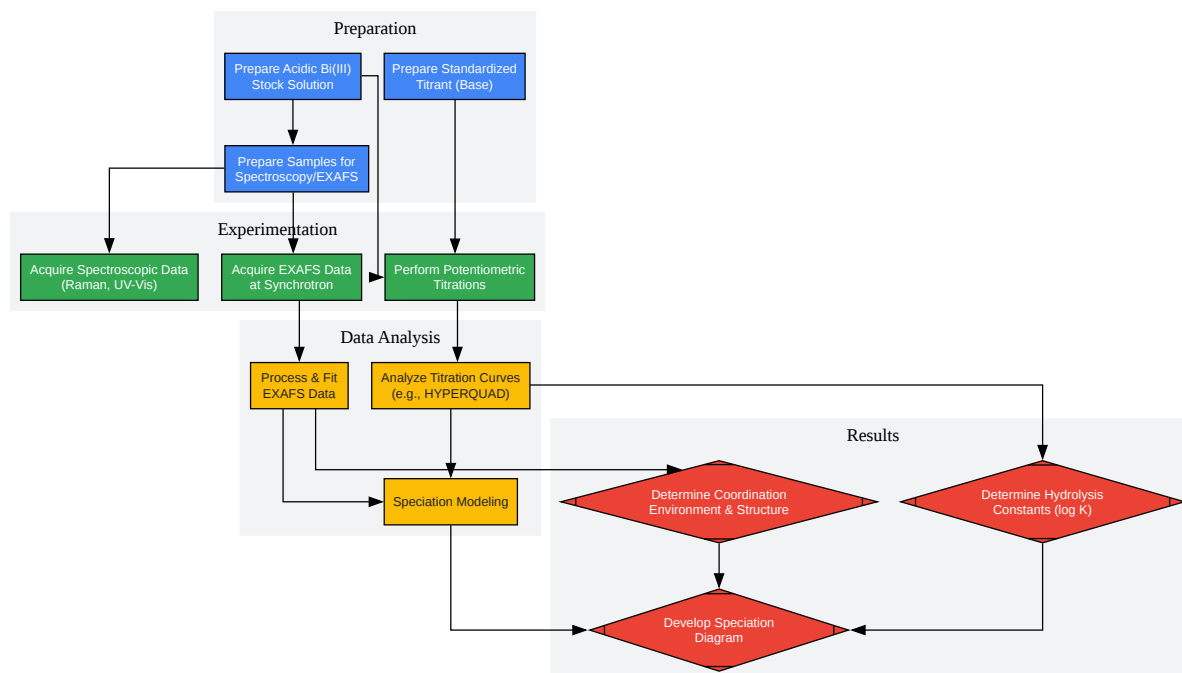 Preparation
Prepare Acidic Bi(III)
Stock Solution
Prepare Standardized
Titrant (Base)
Prepare Samples for
Spectroscopy/EXAFS
Experimentation
Acquire Spectroscopic Data
(Raman, UV-Vis)
Acquire EXAFS Data
at Synchrotron
Perform Potentiometric
Titrations
Data Analysis
Process & Fit
EXAFS Data
Analyze Titration Curves
(e.g., HYPERQUAD)
Speciation Modeling
Results
Determine Coordination
Environment & Structure
Determine Hydrolysis
Constants (log K)
Develop Speciation
Diagram